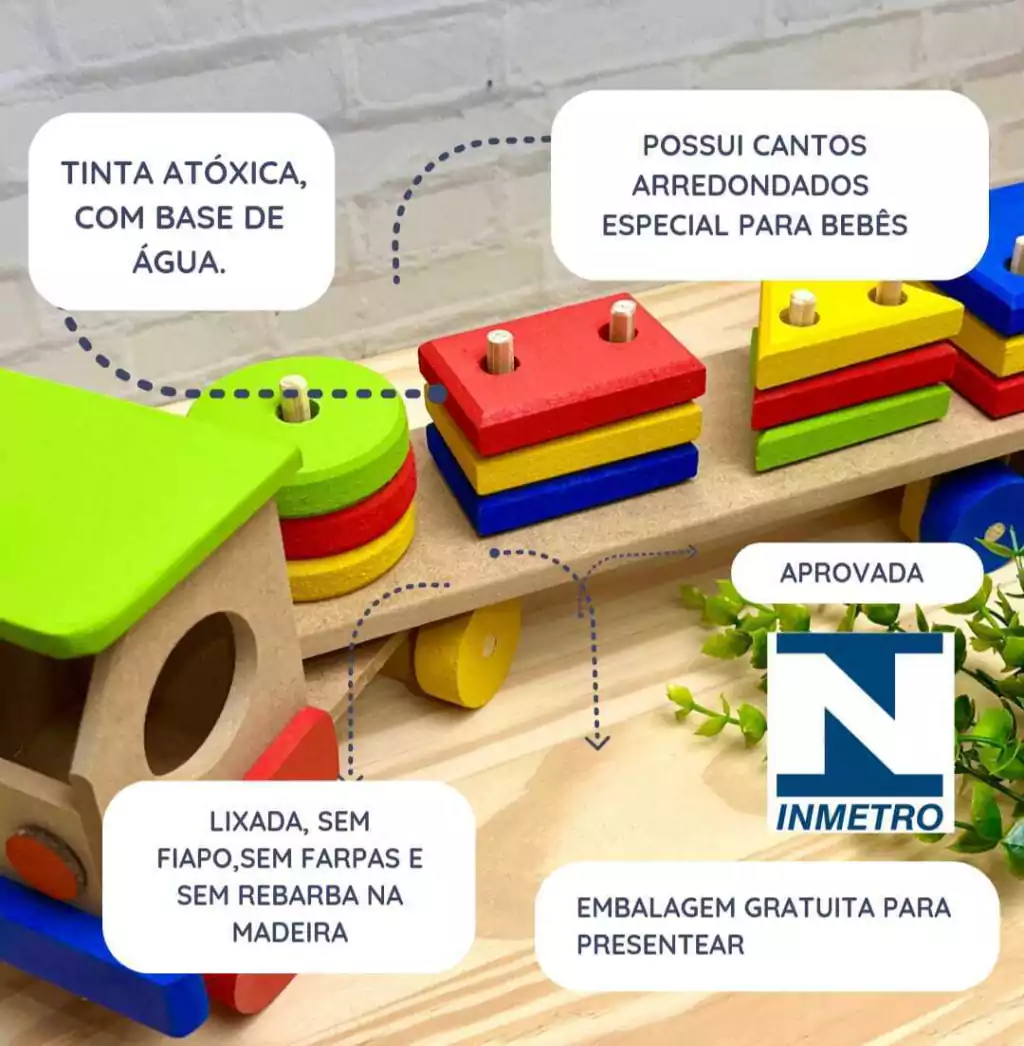 TINTA ATÓXICA,
COM BASE DE
ÁGUA.
POSSUI CANTOS
ARREDONDADOS
ESPECIAL PARA BEBÊS
APROVADA
INMETRO
LIXADA, SEM
FIAPO,SEM FARPAS E
SEM REBARBA NA
MADEIRA
EMBALAGEM GRATUITA PARA
PRESENTEAR